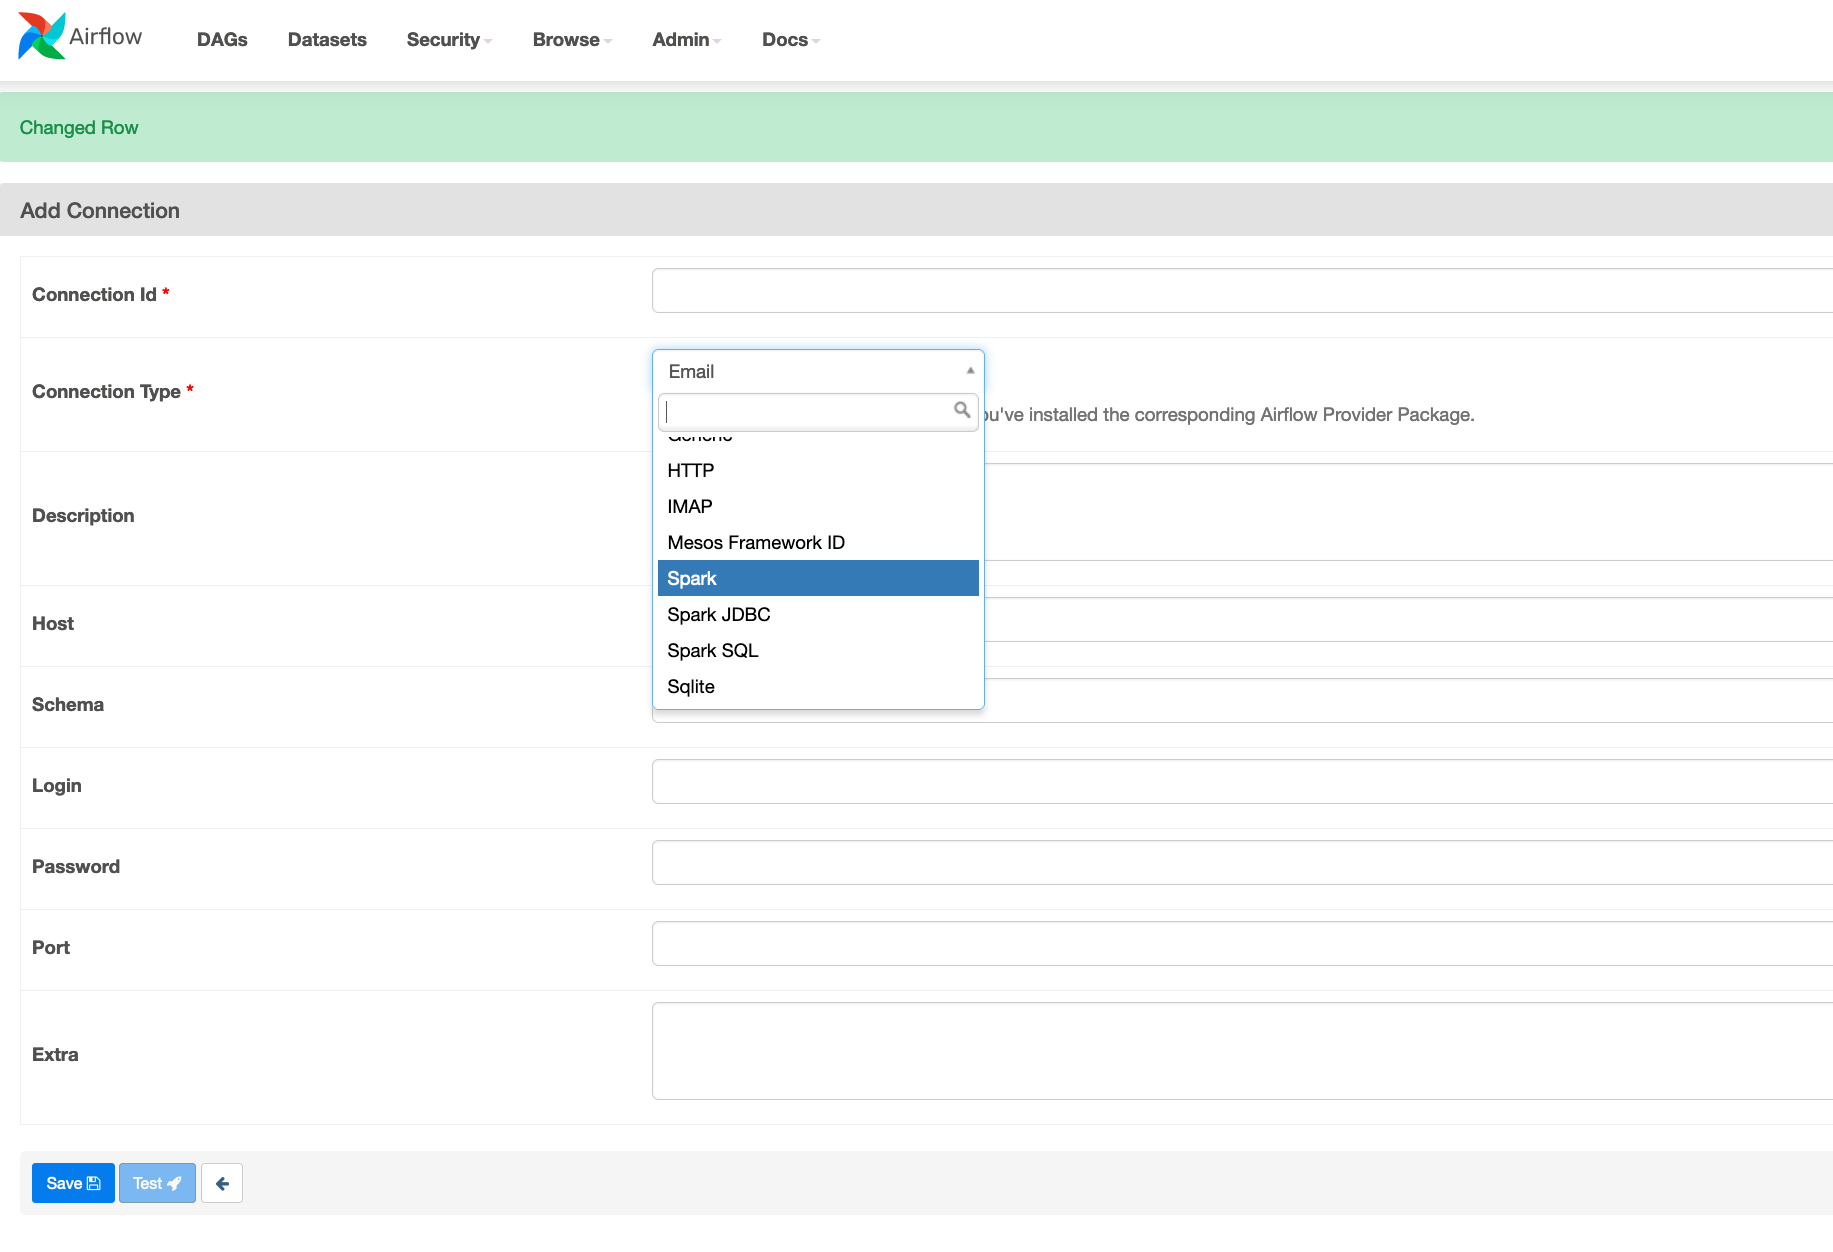 Airflow DAGs Datasets Security Browse Admin Docs
Changed Row
Add Connection
Connection Id *
Connection Type *
Email
ou've installed the corresponding Airflow Provider Package.
Generic
HTTP
IMAP
Mesos Framework ID
Spark
Spark JDBC
Spark SQL
Sqlite
Description
Host
Schema
Login
Password
Port
Extra
Save Test